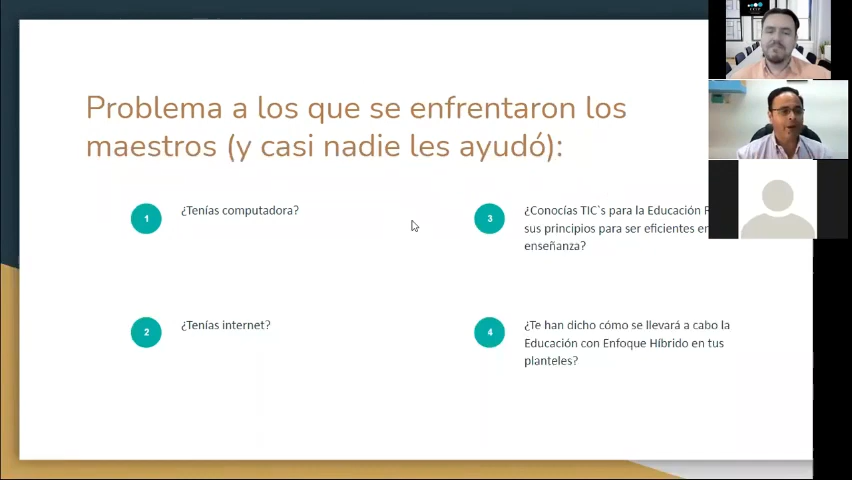 Problema a los que se enfrentaron los
maestros (y casi nadie les ayudó):
1
¿Tenías computadora?
2
¿Tenías internet?
3
¿Conocías TIC`s para la Educación
sus principios para ser eficientes
enseñanza?
4
¿Te han dicho cómo se llevará a cabo la
Educación con Enfoque Híbrido en tus
planteles?